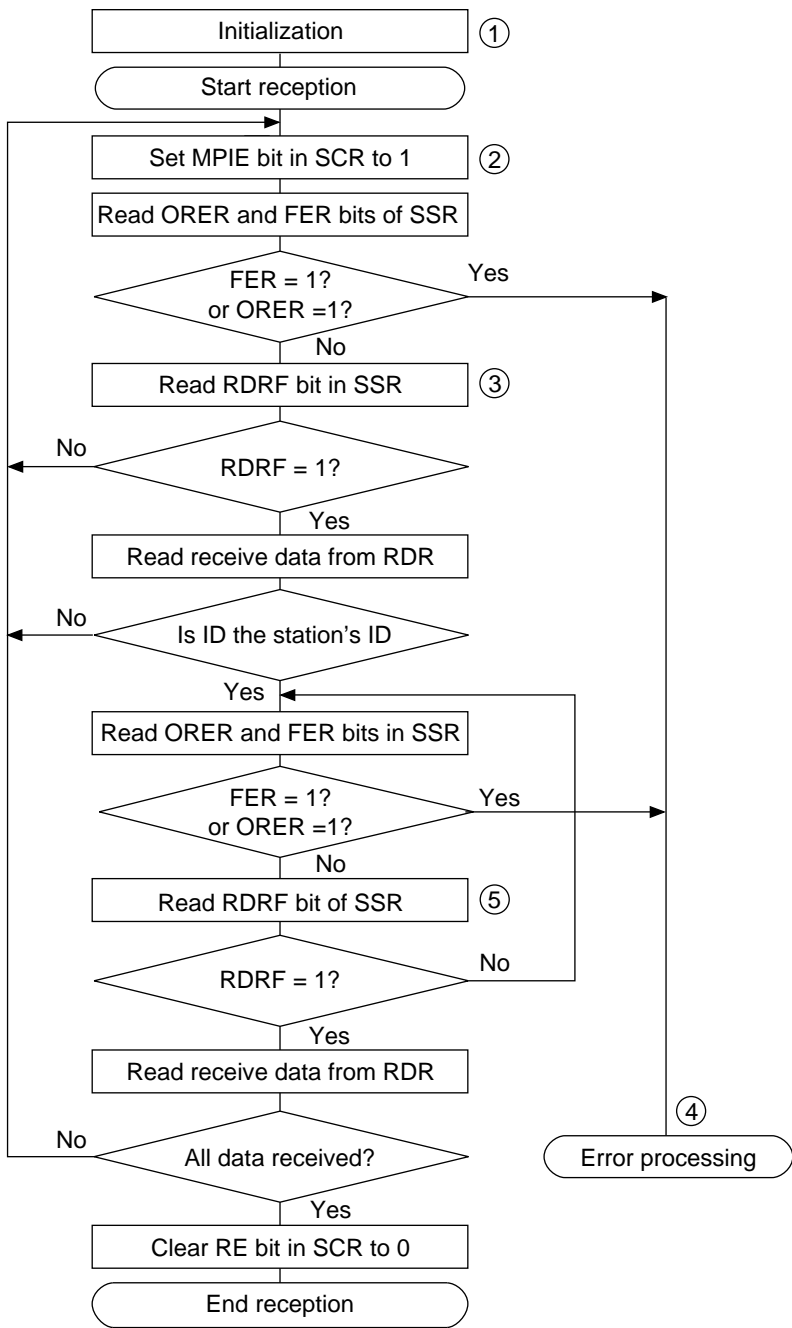 Initialization
①
Start reception
Set MPIE bit in SCR to 1
②
Read ORER and FER bits of SSR
FER = 1?
or ORER =1?
Yes
No
Read RDRF bit in SSR
③
No
RDRF = 1?
Yes
Read receive data from RDR
No
Is ID the station's ID
Yes
Read ORER and FER bits in SSR
FER = 1?
or ORER =1?
Yes
No
Read RDRF bit of SSR
⑤
RDRF = 1?
No
Yes
Read receive data from RDR
④
No
All data received?
Error processing
Yes
Clear RE bit in SCR to 0
End reception